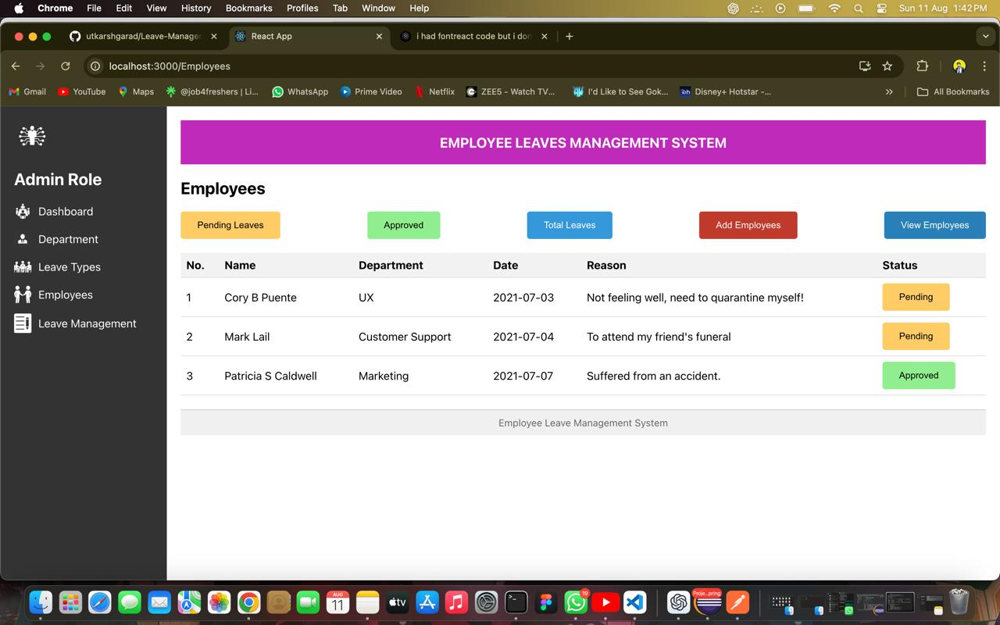 Chrome File Edit View History Bookmarks Profiles Tab Window Help Sun 11 Aug 1:42 PM
utkarshgarad/Leave-Manager React App i had fontreact code but i don
localhost:3000/Employees
Gmail YouTube Maps @job4freshers | Li... WhatsApp Prime Video Netflix ZEE5 - Watch TV... I'd Like to See Gok... Disney+ Hotstar -... All Bookmarks
EMPLOYEE LEAVES MANAGEMENT SYSTEM
Admin Role
Dashboard
Department
Leave Types
Employees
Leave Management
Employees
Pending Leaves Approved Total Leaves Add Employees View Employees
No. Name Department Date Reason Status
1 Cory B Puente UX 2021-07-03 Not feeling well, need to quarantine myself! Pending
2 Mark Lail Customer Support 2021-07-04 To attend my friend's funeral Pending
3 Patricia S Caldwell Marketing 2021-07-07 Suffered from an accident. Approved
Employee Leave Management System
AUG
11
tv
19
Proje...pring